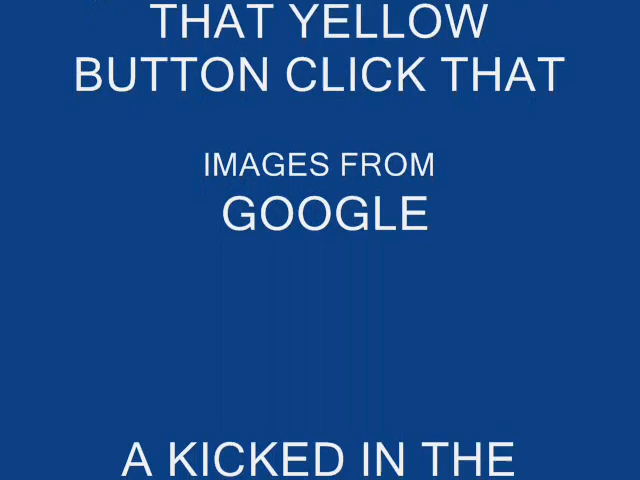 THAT YELLOW
BUTTON CLICK THAT
IMAGES FROM
GOOGLE
A KICKED IN THE